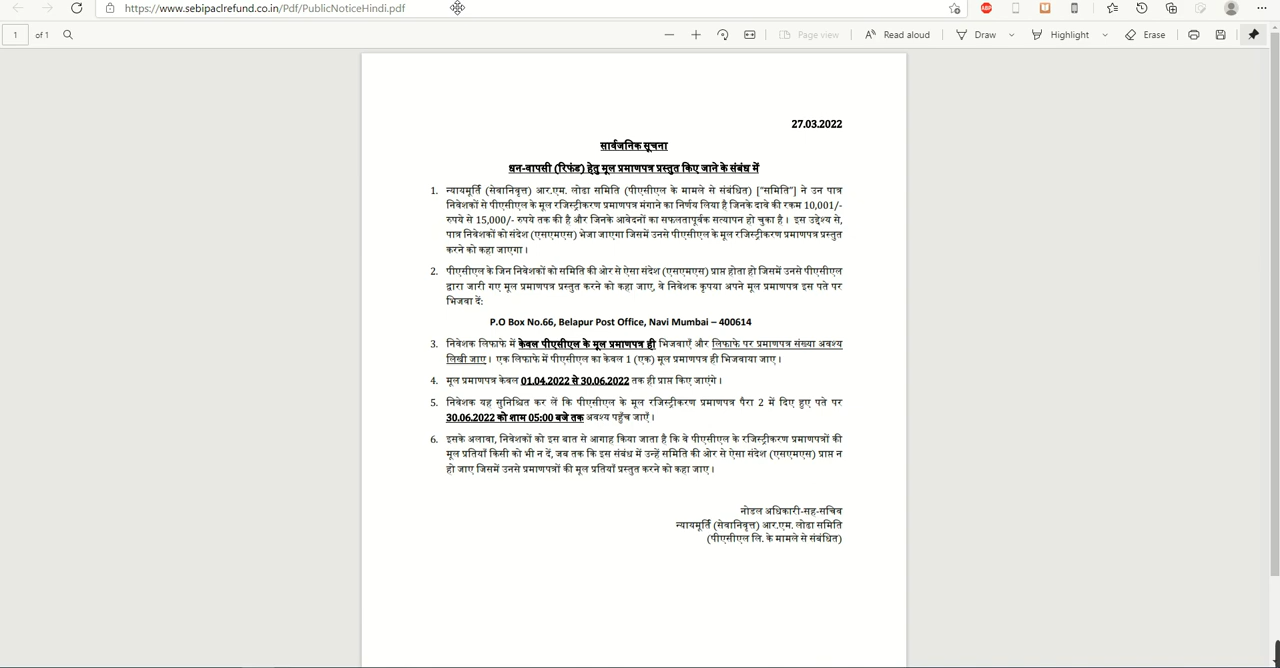 https://www.sebipaclrefund.co.in/Pdf/PublicNoticeHindi.pdf
1 of 1 Page view Read aloud Draw Highlight Erase
27.03.2022
सार्वजनिक सूचना
धन-वापसी (रिफंड) हेतु मूल प्रमाणपत्र प्रस्तुत किए जाने के संबंध में
1. न्यायमूर्ति (सेवानिवृत्त) आर.एम. लोढा समिति (पीएसीएल के मामले से संबंधित) ["समिति"] ने उन पात्र
निवेशकों से पीएसीएल के मूल रजिस्ट्रीकरण प्रमाणपत्र मंगाने का निर्णय लिया है जिनके दावे की रकम 10,001/-
रुपये से 15,000/- रुपये तक की है और जिनके आवेदनों का सफलतापूर्वक सत्यापन हो चुका है । इस उद्देश्य से,
पात्र निवेशकों को संदेश (एसएमएस) भेजा जाएगा जिसमें उनसे पीएसीएल के मूल रजिस्ट्रीकरण प्रमाणपत्र प्रस्तुत
करने को कहा जाएगा ।
2. पीएसीएल के जिन निवेशकों को समिति की ओर से ऐसा संदेश (एसएमएस) प्राप्त होता हो जिसमें उनसे पीएसीएल
द्वारा जारी गए मूल प्रमाणपत्र प्रस्तुत करने को कहा जाए, वे निवेशक कृपया अपने मूल प्रमाणपत्र इस पते पर
भिजवा दें:
P.O Box No.66, Belapur Post Office, Navi Mumbai – 400614
3. निवेशक लिफाफे में केवल पीएसीएल के मूल प्रमाणपत्र ही भिजवाएँ और लिफाफे पर प्रमाणपत्र संख्या अवश्य
लिखी जाए । एक लिफाफे में पीएसीएल का केवल 1 (एक) मूल प्रमाणपत्र ही भिजवाया जाए ।
4. मूल प्रमाणपत्र केवल 01.04.2022 से 30.06.2022 तक ही प्राप्त किए जाएंगे ।
5. निवेशक यह सुनिश्चित कर लें कि पीएसीएल के मूल रजिस्ट्रीकरण प्रमाणपत्र पैरा 2 में दिए हुए पते पर
30.06.2022 को शाम 05:00 बजे तक अवश्य पहुँच जाएँ ।
6. इसके अलावा, निवेशकों को इस बात से आगाह किया जाता है कि वे पीएसीएल के रजिस्ट्रीकरण प्रमाणपत्रों की
मूल प्रतियाँ किसी को भी न दें, जब तक कि इस संबंध में उन्हें समिति की ओर से ऐसा संदेश (एसएमएस) प्राप्त न
हो जाए जिसमें उनसे प्रमाणपत्रों की मूल प्रतियाँ प्रस्तुत करने को कहा जाए ।
नोडल अधिकारी-सह-सचिव
न्यायमूर्ति (सेवानिवृत्त) आर.एम. लोढा समिति
(पीएसीएल लि. के मामले से संबंधित)